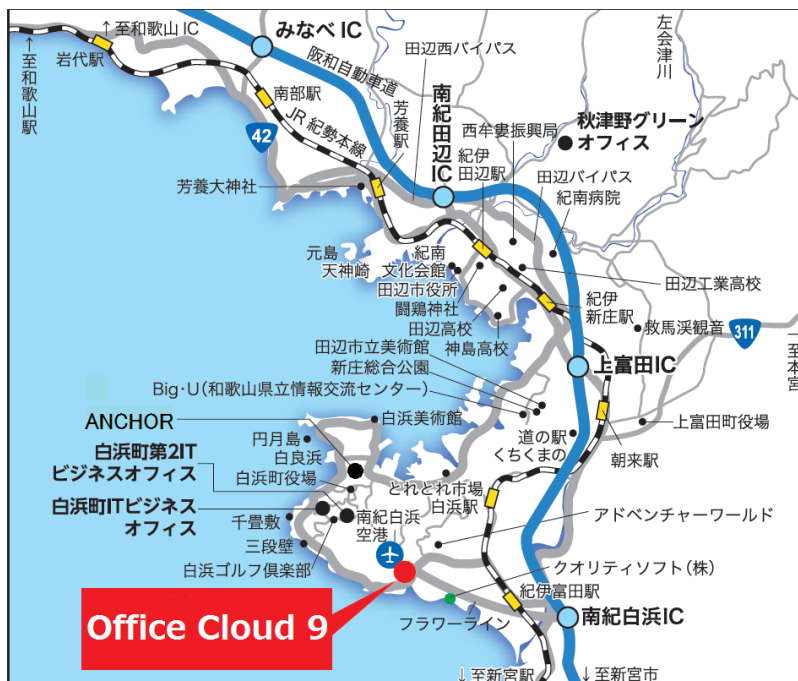 ↑至和歌山IC
みなべIC
←至和歌山駅
岩代駅
阪和自動車道
田辺西バイパス
左会津川
南部駅
42
JR紀勢本線
芳養駅
南紀田辺IC
西牟婁振興局
秋津野グリーン
オフィス
紀伊
田辺駅
田辺バイパス
紀南病院
芳養大神社
元島
天神崎
紀南
文化会館
田辺市役所
闘鶏神社
田辺高校
神島高校
田辺工業高校
紀伊
新庄駅
救馬渓観音
311
至本宮
田辺市立美術館
新庄総合公園
Big・U(和歌山県立情報交流センター)
上富田IC
ANCHOR
白浜美術館
円月島
白良浜
白浜町第2IT
ビジネスオフィス
白浜町役場
白浜町ITビジネス
オフィス
道の駅
くちくまの
上富田町役場
朝来駅
とれとれ市場
白浜駅
千畳敷
南紀白浜
空港
アドベンチャーワールド
三段壁
白浜ゴルフ倶楽部
クオリティソフト(株)
紀伊富田駅
Office Cloud 9
フラワーライン
南紀白浜IC
↓至新宮駅
↓至新宮市